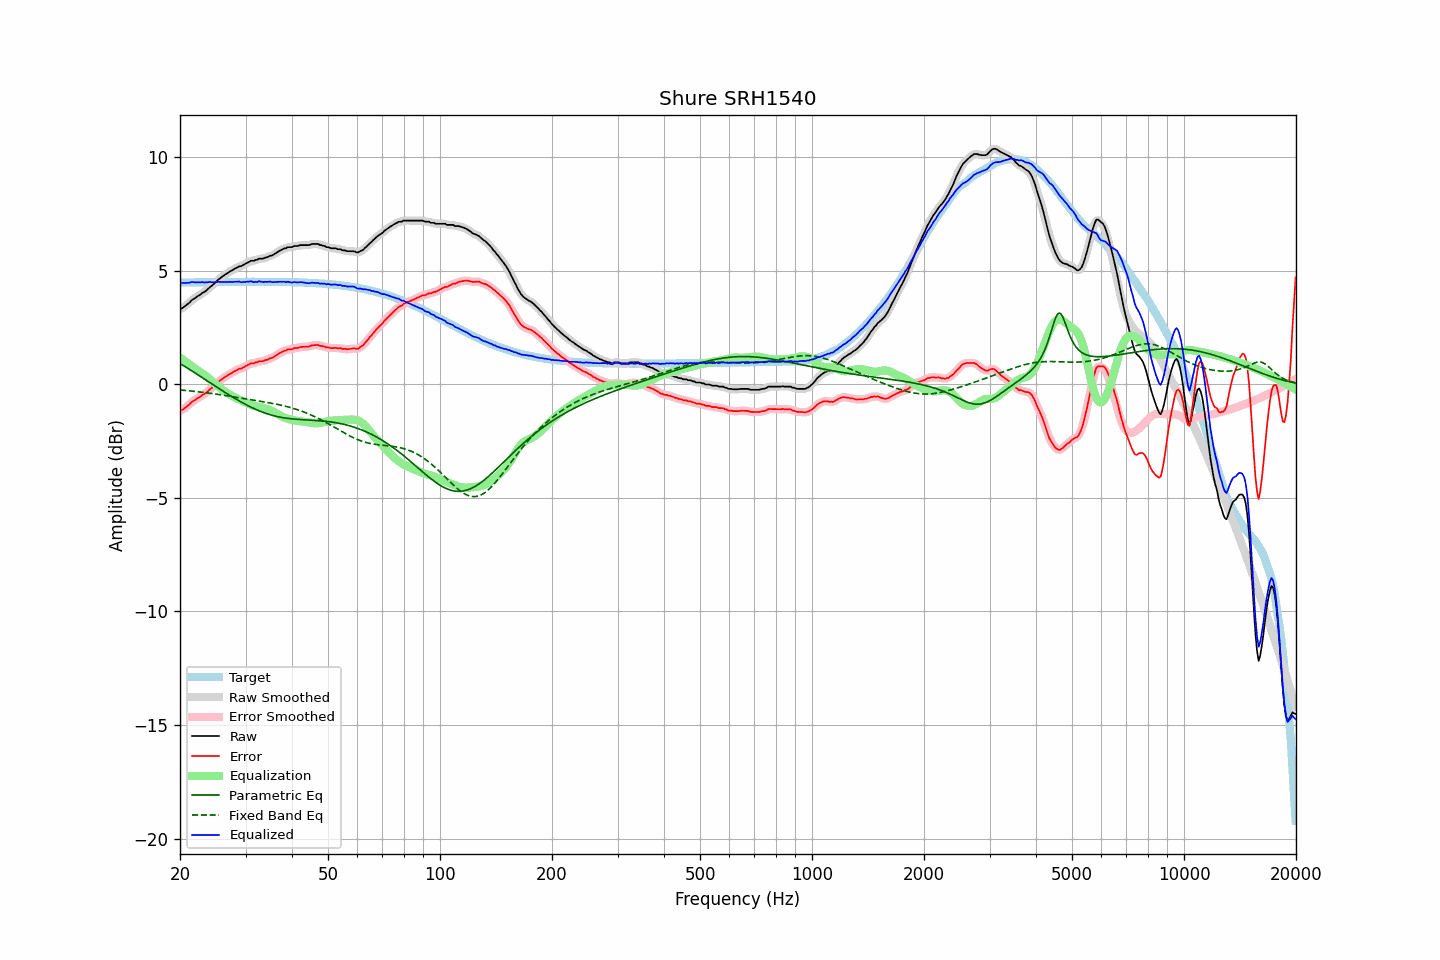 Shure SRH1540
Amplitude (dBr)
10
5
0
−5
−10
−15
−20
Target
Raw Smoothed
Error Smoothed
Raw
Error
Equalization
Parametric Eq
Fixed Band Eq
Equalized
20
50
100
200
500
1000
2000
5000
10000
20000
Frequency (Hz)